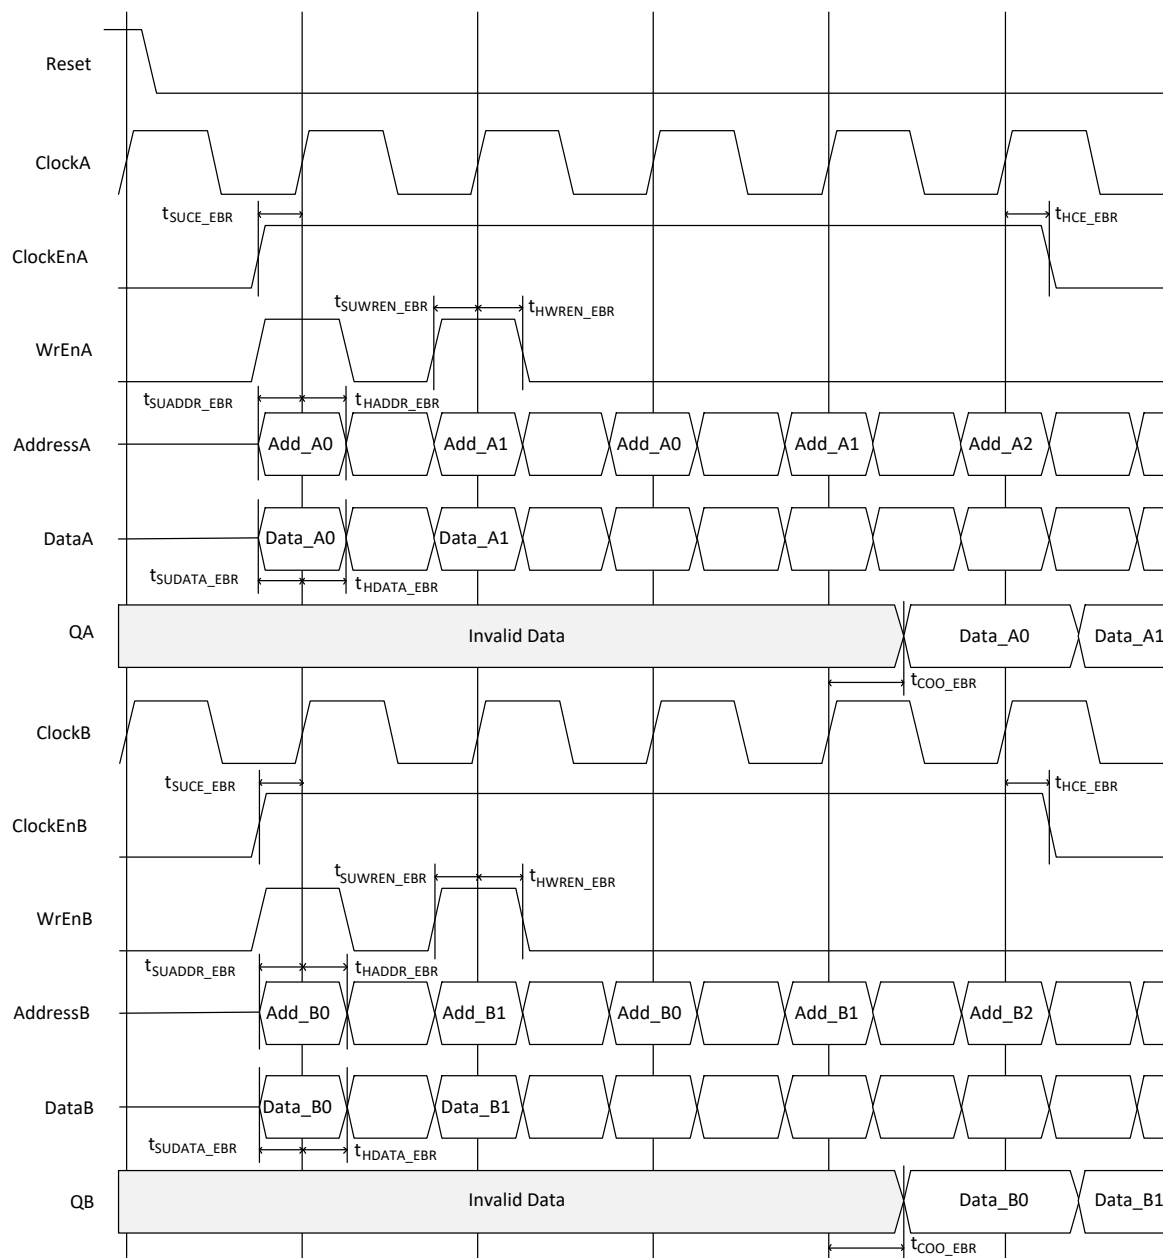 Reset
ClockA
tSUCE_EBR
tHCE_EBR
ClockEnA
tSUWREN_EBR tHWREN_EBR
WrEnA
tSUADDR_EBR tHADDR_EBR
AddressA Add_A0 Add_A1 Add_A0 Add_A1 Add_A2
DataA Data_A0 Data_A1
tSUDATA_EBR tHDATA_EBR
QA Invalid Data Data_A0 Data_A1
tCOO_EBR
ClockB
tSUCE_EBR tHCE_EBR
ClockEnB
tSUWREN_EBR tHWREN_EBR
WrEnB
tSUADDR_EBR tHADDR_EBR
AddressB Add_B0 Add_B1 Add_B0 Add_B1 Add_B2
DataB Data_B0 Data_B1
tSUDATA_EBR tHDATA_EBR
QB Invalid Data Data_B0 Data_B1
tCOO_EBR